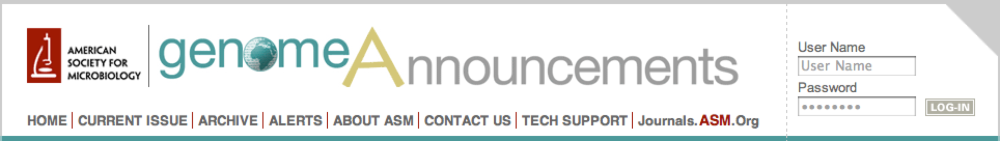 AMERICAN
SOCIETY FOR
MICROBIOLOGY
genomeAnnouncements
User Name
User Name
Password
••••••••
LOG-IN
HOME | CURRENT ISSUE | ARCHIVE | ALERTS | ABOUT ASM | CONTACT US | TECH SUPPORT | Journals.ASM.Org